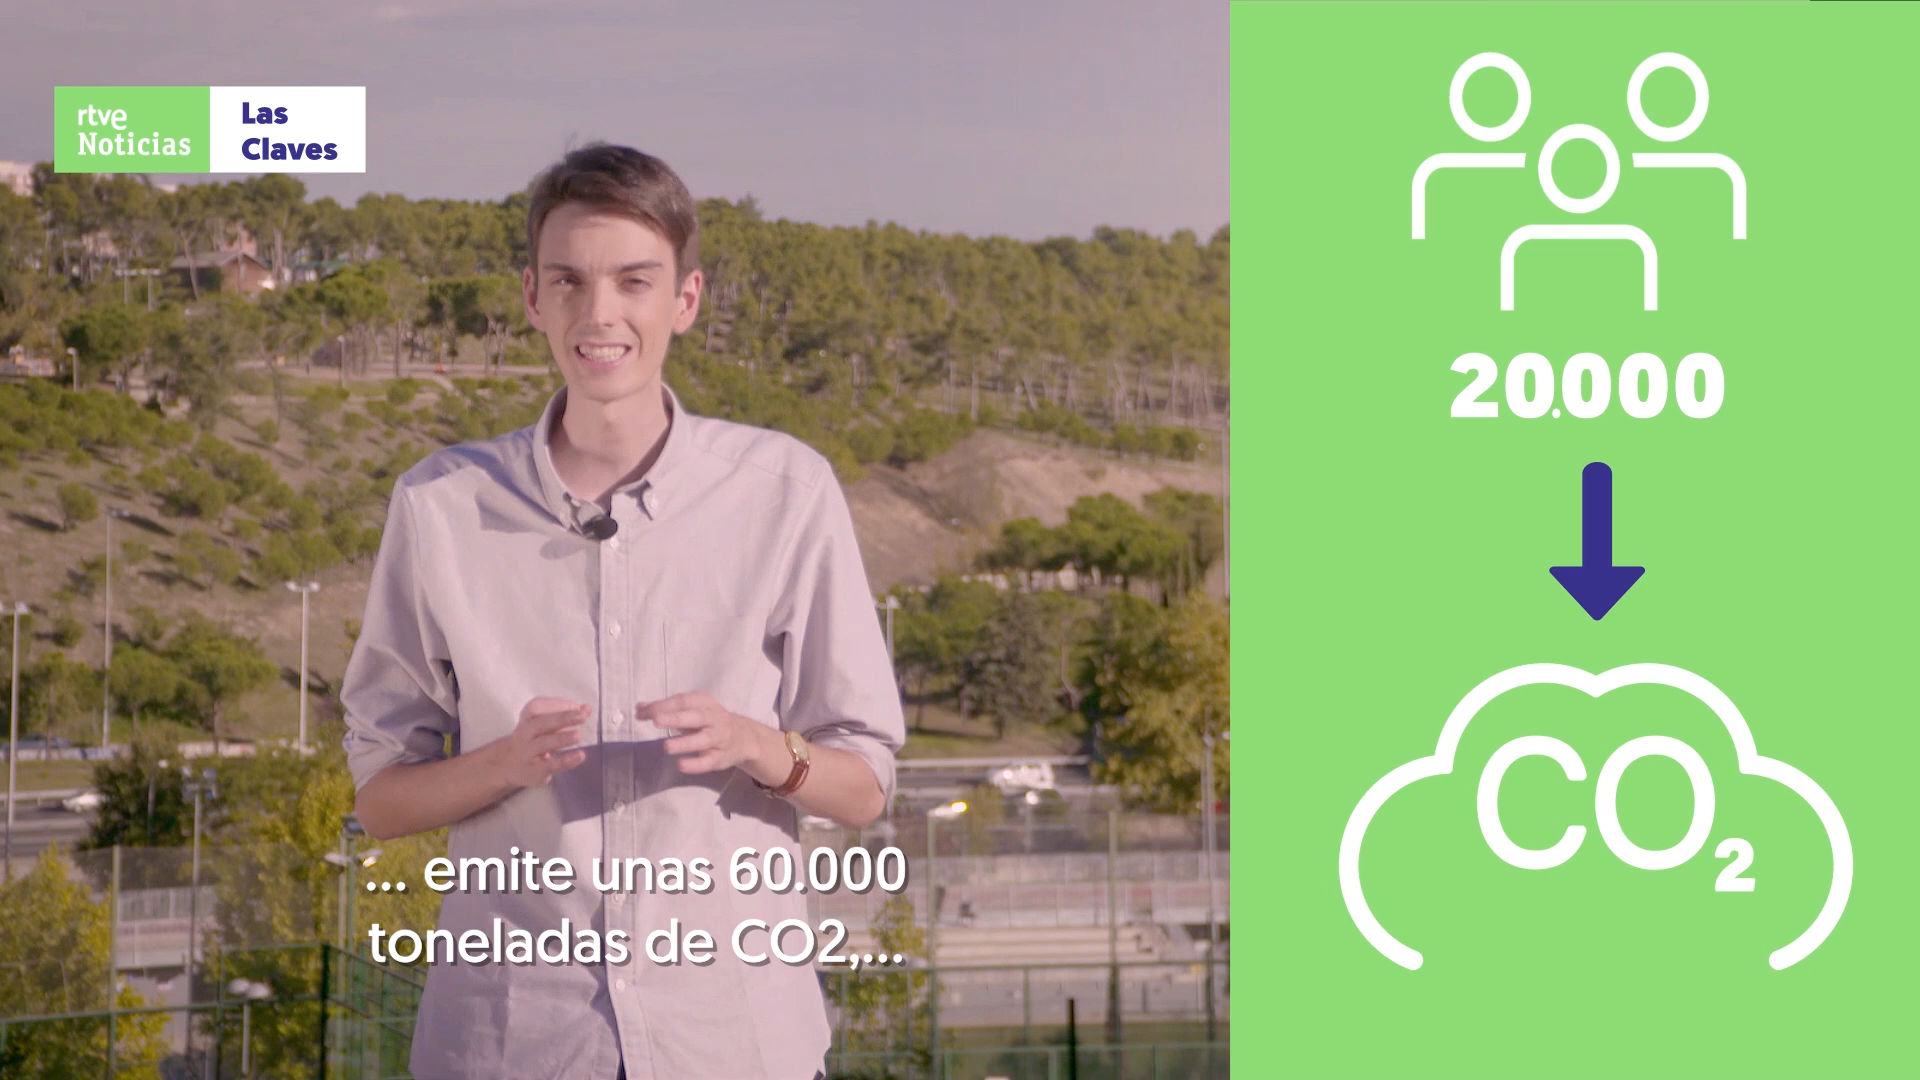 rtve
Noticias
Las
Claves
20.000
CO2
... emite unas 60.000
toneladas de CO2,...